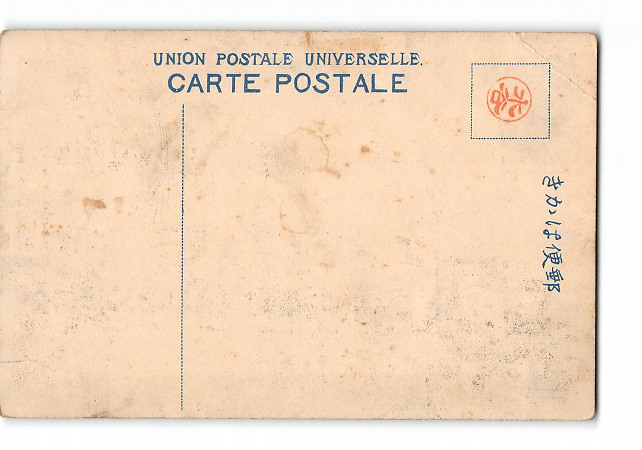 UNION POSTALE UNIVERSELLE.
CARTE POSTALE
きかは便郵